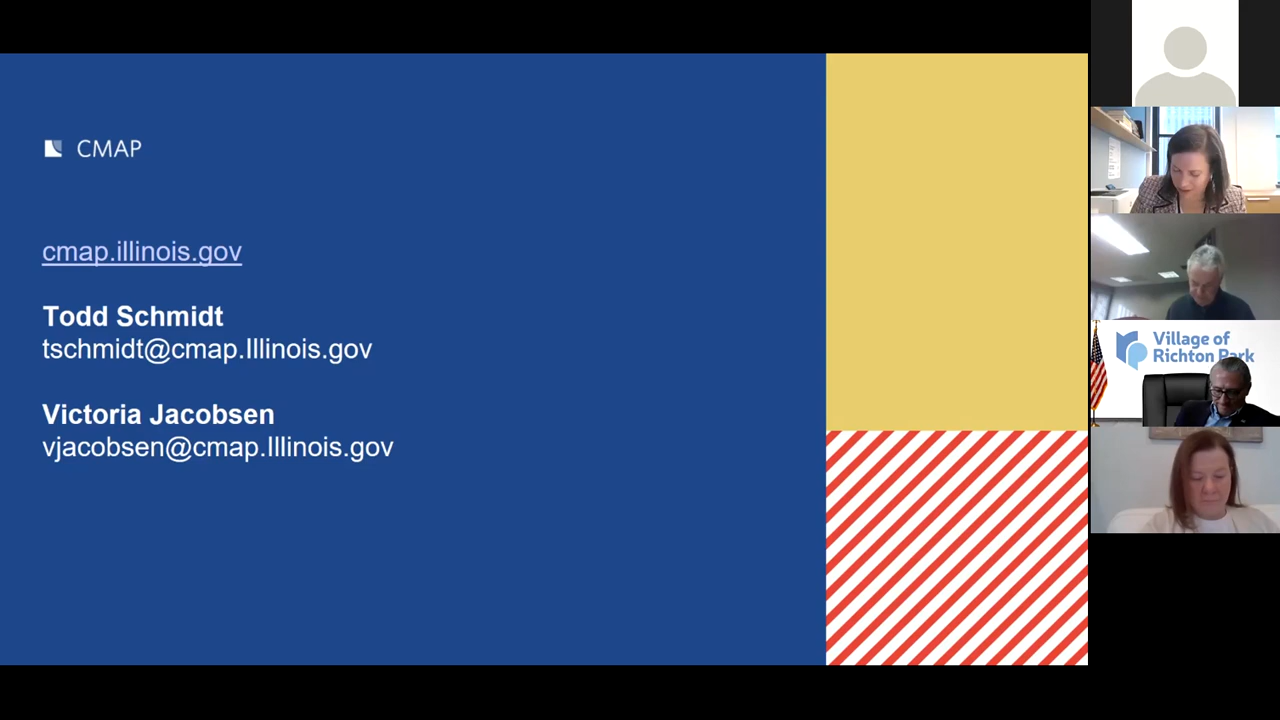 CMAP
cmap.illinois.gov
Todd Schmidt
tschmidt@cmap.Illinois.gov
Victoria Jacobsen
vjacobsen@cmap.Illinois.gov
Village of
Richton Park